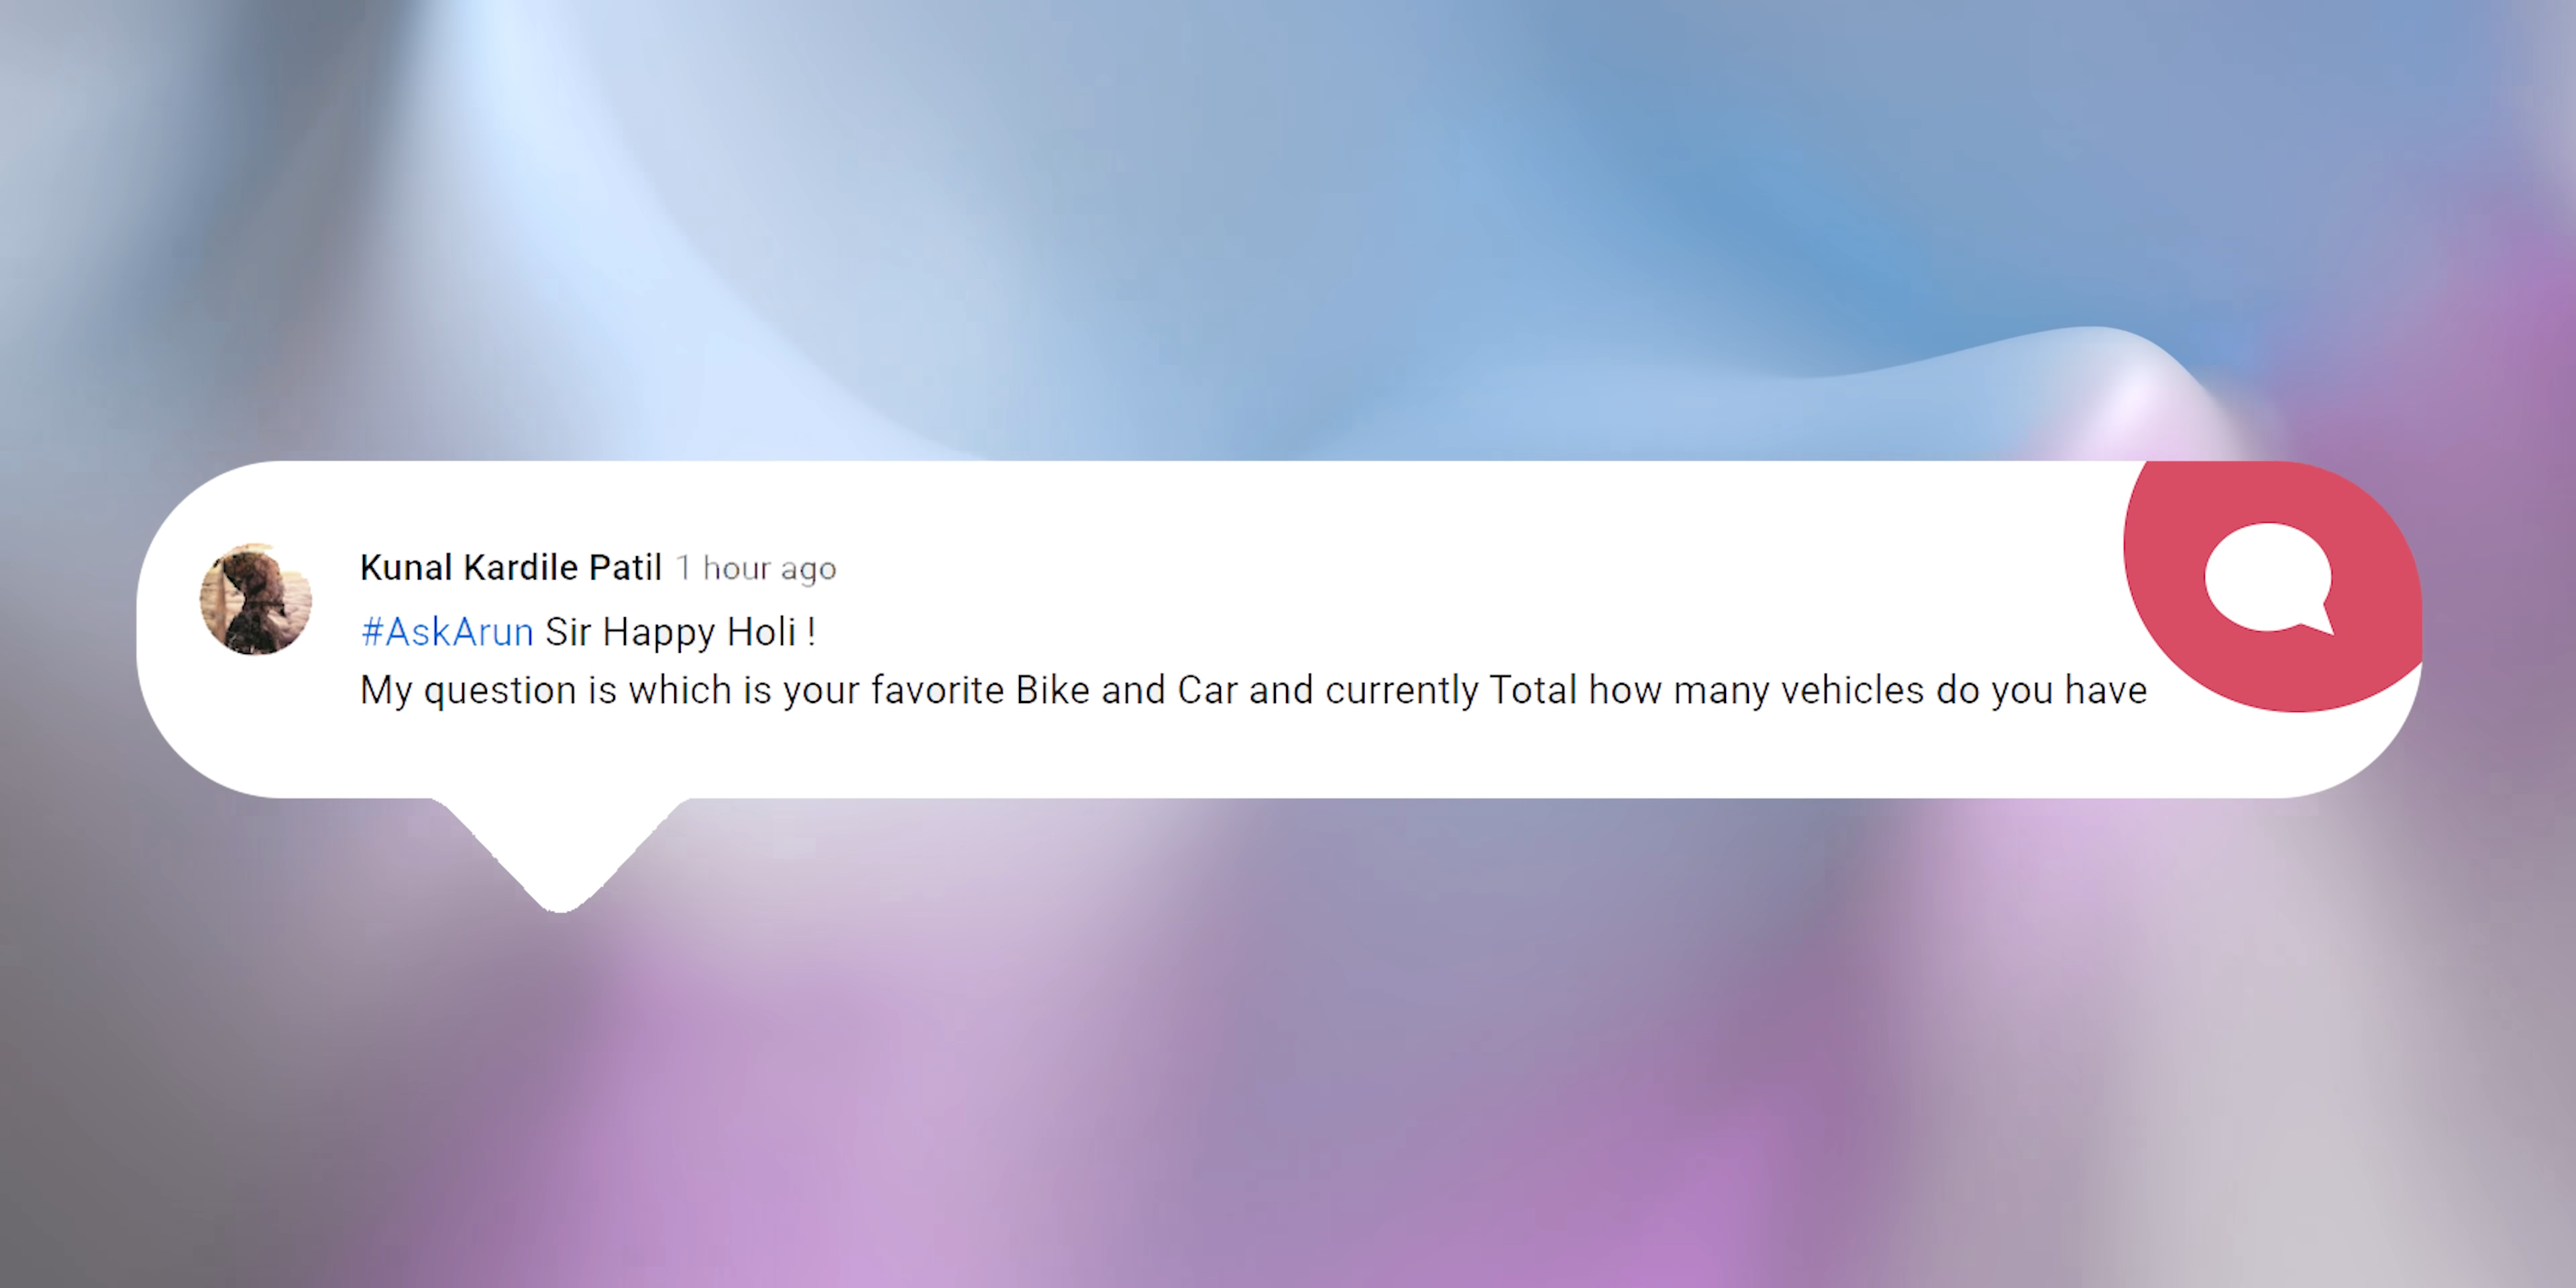 Kunal Kardile Patil 1 hour ago
#AskArun Sir Happy Holi !
My question is which is your favorite Bike and Car and currently Total how many vehicles do you have